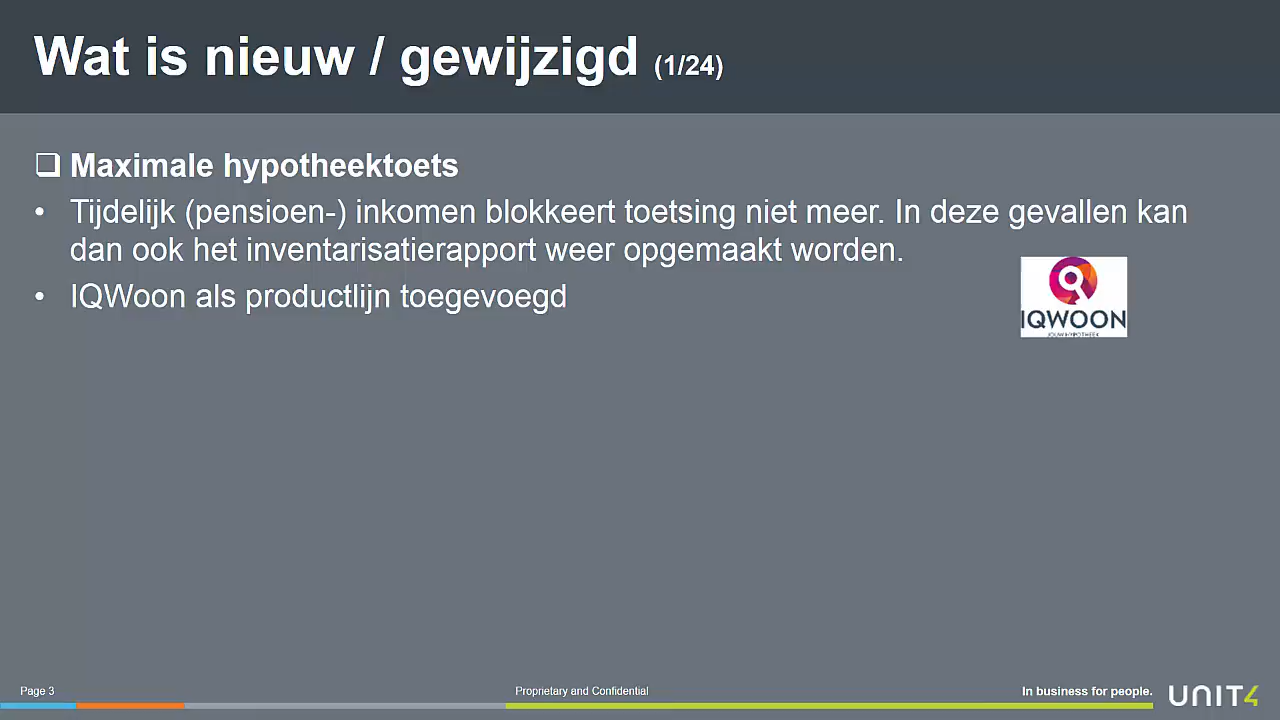 Wat is nieuw / gewijzigd (1/24)
Maximale hypotheektoets
• Tijdelijk (pensioen-) inkomen blokkeert toetsing niet meer. In deze gevallen kan
dan ook het inventarisatierapport weer opgemaakt worden.
• IQWoon als productlijn toegevoegd
IQWOON
JOUW HYPOTHEEK
Page 3
Proprietary and Confidential
In business for people.
UNIT4